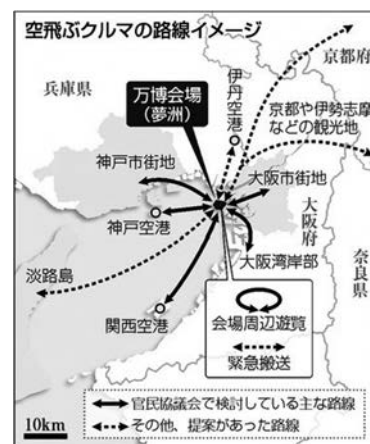 空飛ぶクルマの路線イメージ
兵庫県
京都府
伊丹空港
万博会場
(夢洲)
京都や伊勢志摩
などの観光地
神戸市街地
大阪市街地
神戸空港
大阪府
大阪湾岸部
奈良県
淡路島
関西空港
会場周辺遊覧
緊急搬送
10km
官民協議会で検討している主な路線
その他、提案があった路線